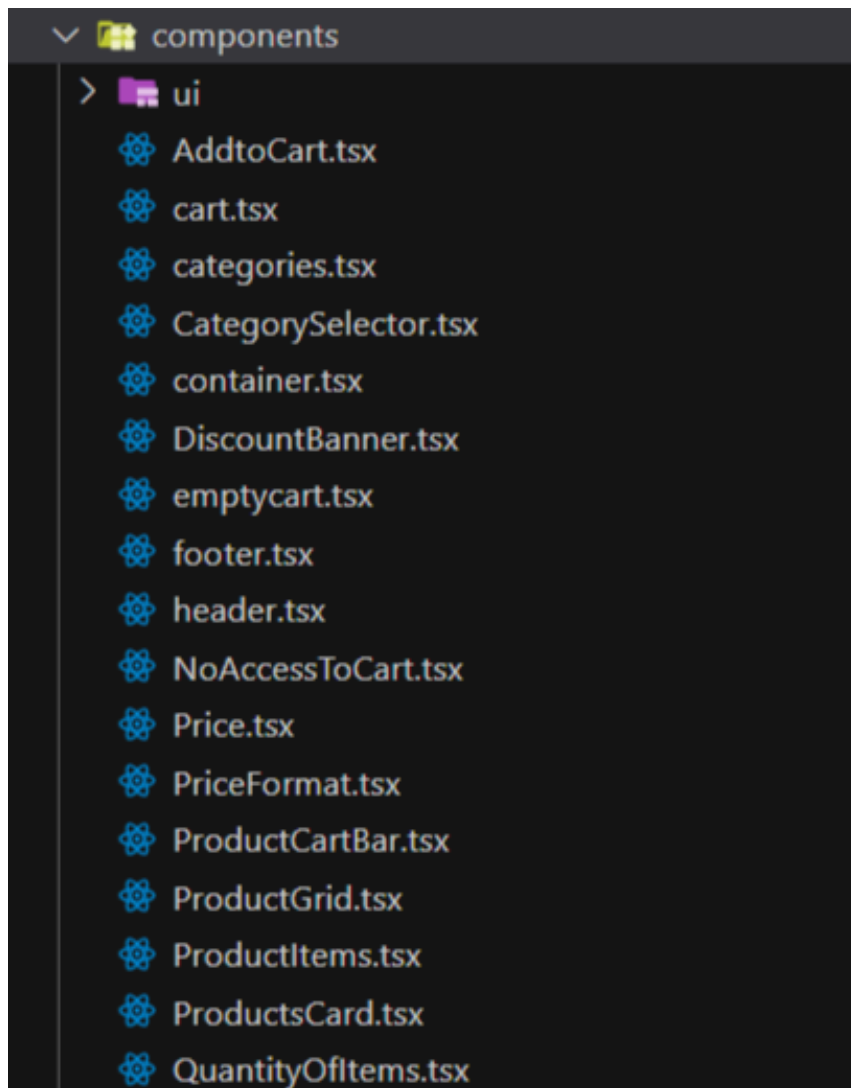 components
ui
AddtoCart.tsx
cart.tsx
categories.tsx
CategorySelector.tsx
container.tsx
DiscountBanner.tsx
emptycart.tsx
footer.tsx
header.tsx
NoAccessToCart.tsx
Price.tsx
PriceFormat.tsx
ProductCartBar.tsx
ProductGrid.tsx
ProductItems.tsx
ProductsCard.tsx
QuantityOfItems.tsx